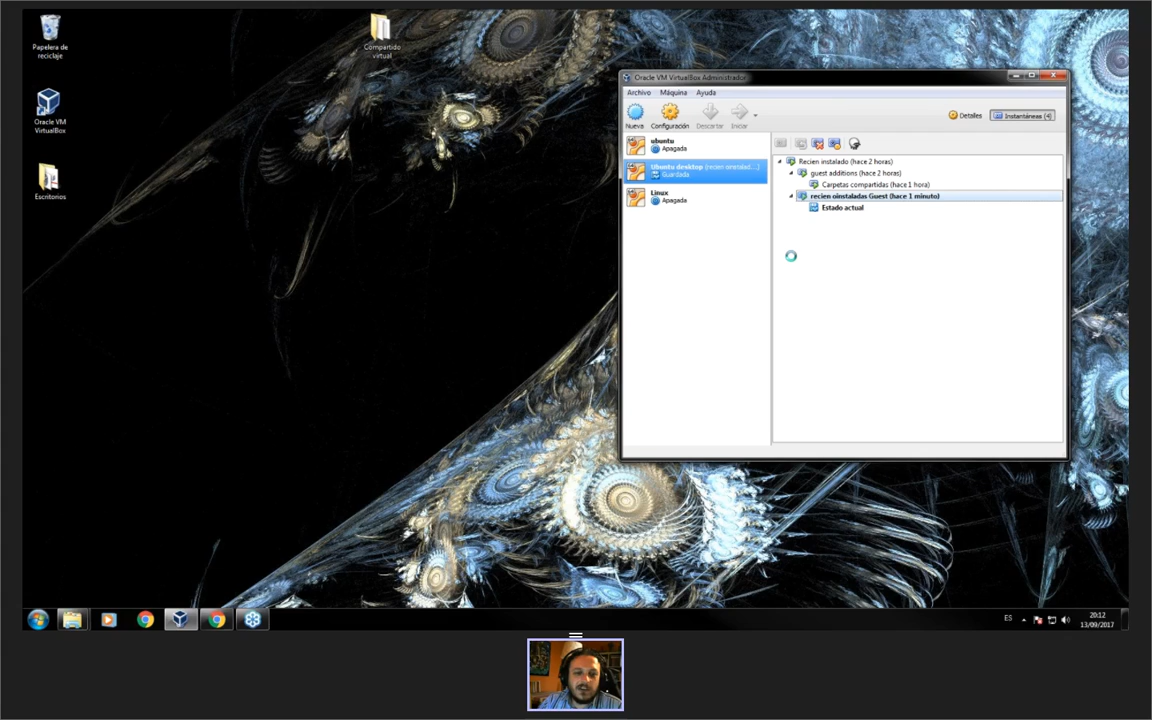 Papelera de
reciclaje
Compartido
virtual
Oracle VM
VirtualBox
Escritorios
Oracle VM VirtualBox Administrador
Archivo Máquina Ayuda
Nueva Configuración Descartar Iniciar
Detalles Instantáneas (4)
ubuntu
Apagada
Ubuntu desktop (recien oinstalad...)
Guardada
Linux
Apagada
Recien instalado (hace 2 horas)
guest additions (hace 2 horas)
Carpetas compartidas (hace 1 hora)
recien oinstaladas Guest (hace 1 minuto)
Estado actual
ES
20:12
13/09/2017